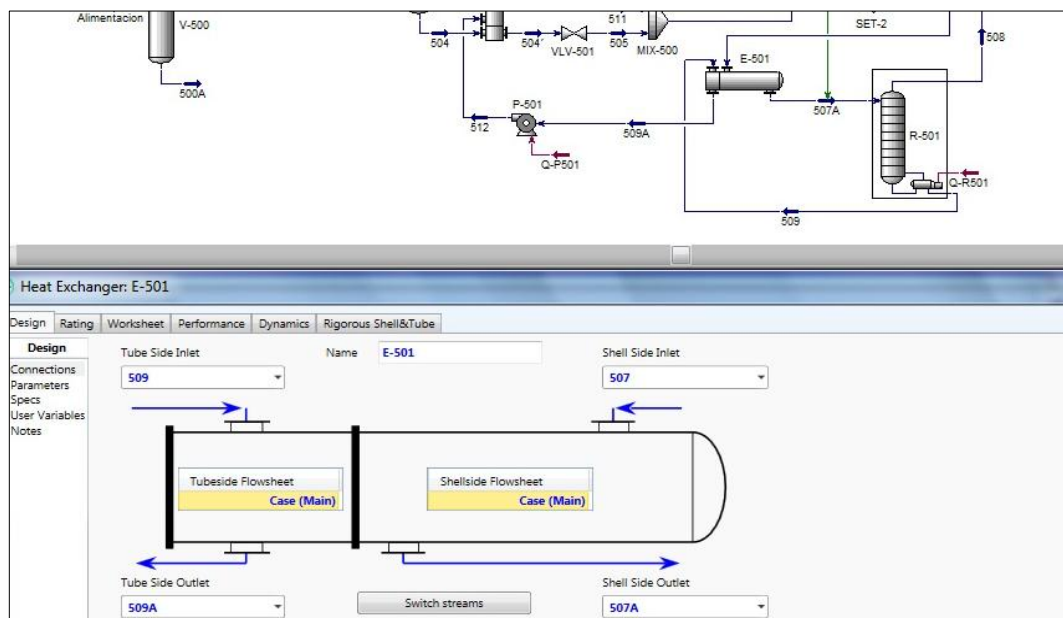 Alimentacion
V-500
500A
504
504'
VLV-501
505
511
MIX-500
SET-2
508
E-501
507A
R-501
Q-R501
509
509A
P-501
512
Q-P501
Heat Exchanger: E-501
Design Rating Worksheet Performance Dynamics Rigorous Shell&Tube
Design
Connections
Parameters
Specs
User Variables
Notes
Tube Side Inlet
509
Name E-501
Shell Side Inlet
507
Tubeside Flowsheet
Case (Main)
Shellside Flowsheet
Case (Main)
Tube Side Outlet
509A
Switch streams
Shell Side Outlet
507A